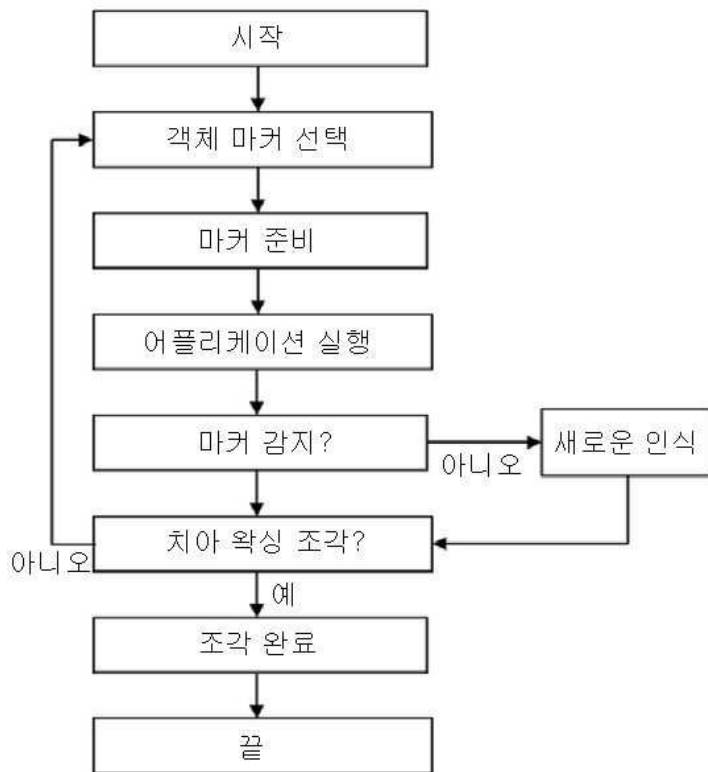 시작
객체 마커 선택
마커 준비
어플리케이션 실행
마커 감지?
아니오
새로운 인식
치아 왁싱 조각?
아니오
예
조각 완료
끝